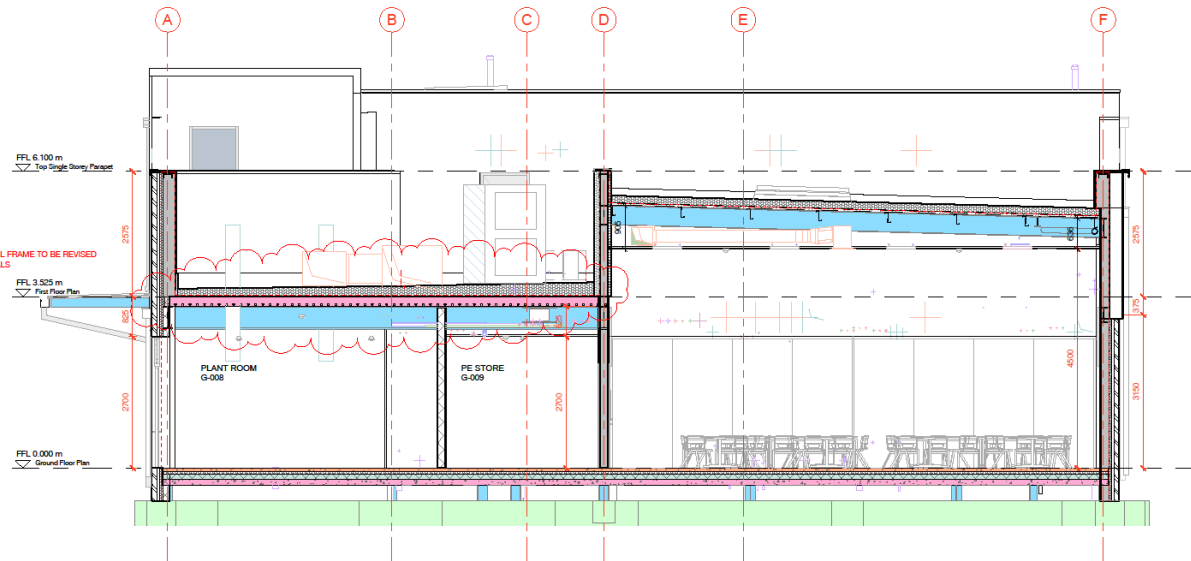 A
B
C
D
E
F
FFL 6.100 m
Top Single Storey Parapet
2575
2575
905
636
L FRAME TO BE REVISED
LS
FFL 3.525 m
First Floor Plan
825
375
PLANT ROOM
G-008
PE STORE
G-009
2700
2700
4500
3150
FFL 0.000 m
Ground Floor Plan